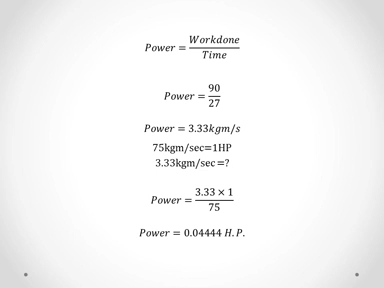 Power = Workdone / Time
Power = 90 / 27
Power = 3.33kgm/s
75kgm/sec=1HP
3.33kgm/sec=?
Power = 3.33 × 1 / 75
Power = 0.04444 H.P.